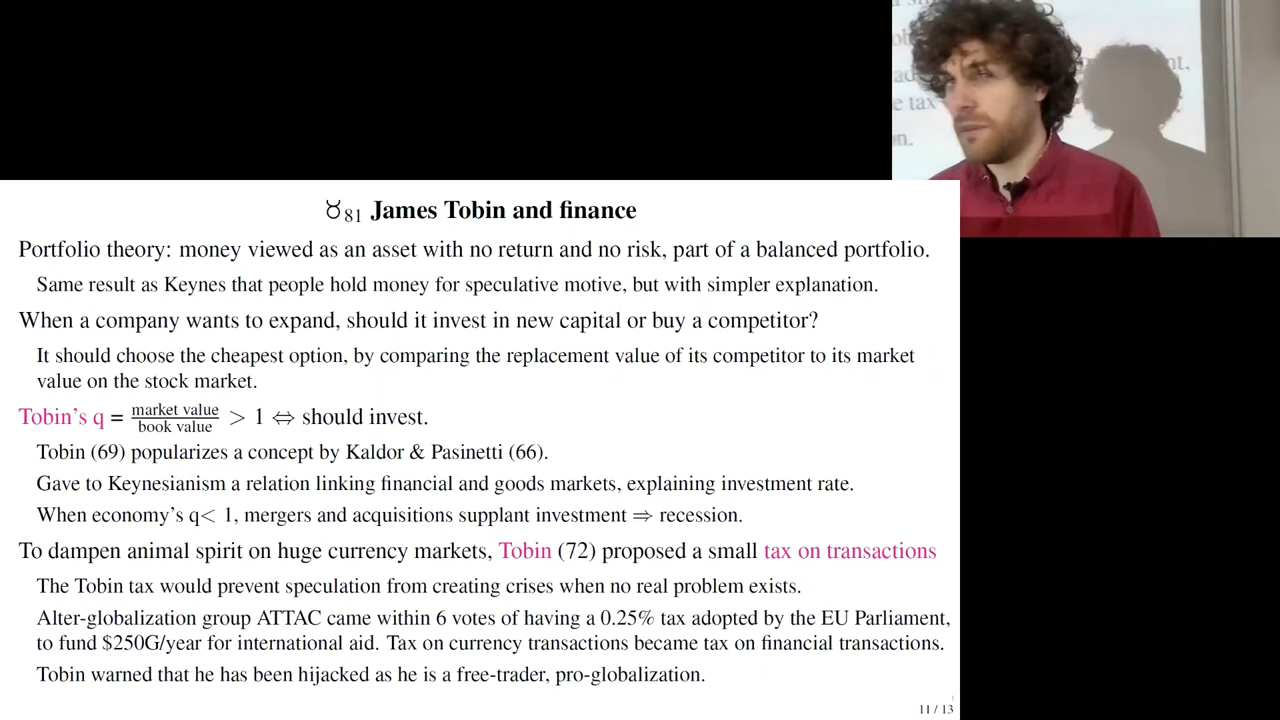 ♉81 James Tobin and finance
Portfolio theory: money viewed as an asset with no return and no risk, part of a balanced portfolio.
Same result as Keynes that people hold money for speculative motive, but with simpler explanation.
When a company wants to expand, should it invest in new capital or buy a competitor?
It should choose the cheapest option, by comparing the replacement value of its competitor to its market
value on the stock market.
Tobin's q = market value / book value > 1 ⇔ should invest.
Tobin (69) popularizes a concept by Kaldor & Pasinetti (66).
Gave to Keynesianism a relation linking financial and goods markets, explaining investment rate.
When economy's q< 1, mergers and acquisitions supplant investment ⇒ recession.
To dampen animal spirit on huge currency markets, Tobin (72) proposed a small tax on transactions
The Tobin tax would prevent speculation from creating crises when no real problem exists.
Alter-globalization group ATTAC came within 6 votes of having a 0.25% tax adopted by the EU Parliament,
to fund $250G/year for international aid. Tax on currency transactions became tax on financial transactions.
Tobin warned that he has been hijacked as he is a free-trader, pro-globalization.
11 / 13